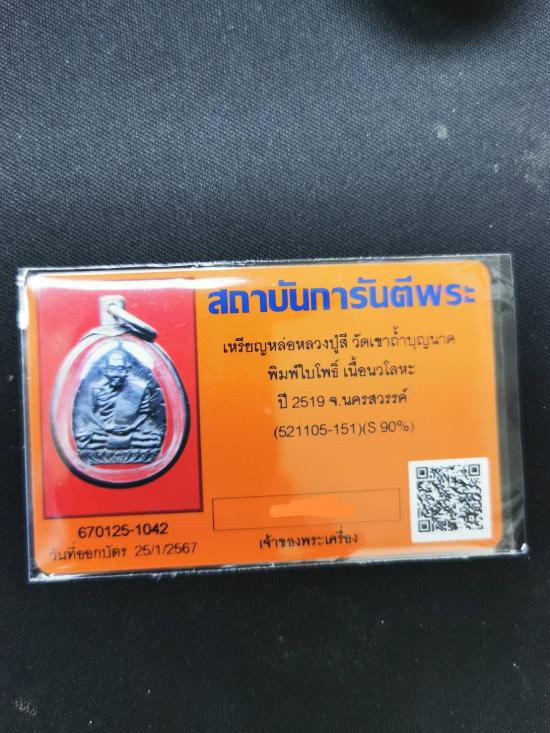 สถาบันการันตีพระ
เหรียญหล่อหลวงปู่สี วัดเขาถ้ำบุญนาค
พิมพ์ใบโพธิ์ เนื้อนวโลหะ
ปี 2519 จ.นครสวรรค์
(521105-151)(S 90%)
670125-1042
วันที่ออกบัตร 25/1/2567
เจ้าของพระเครื่อง